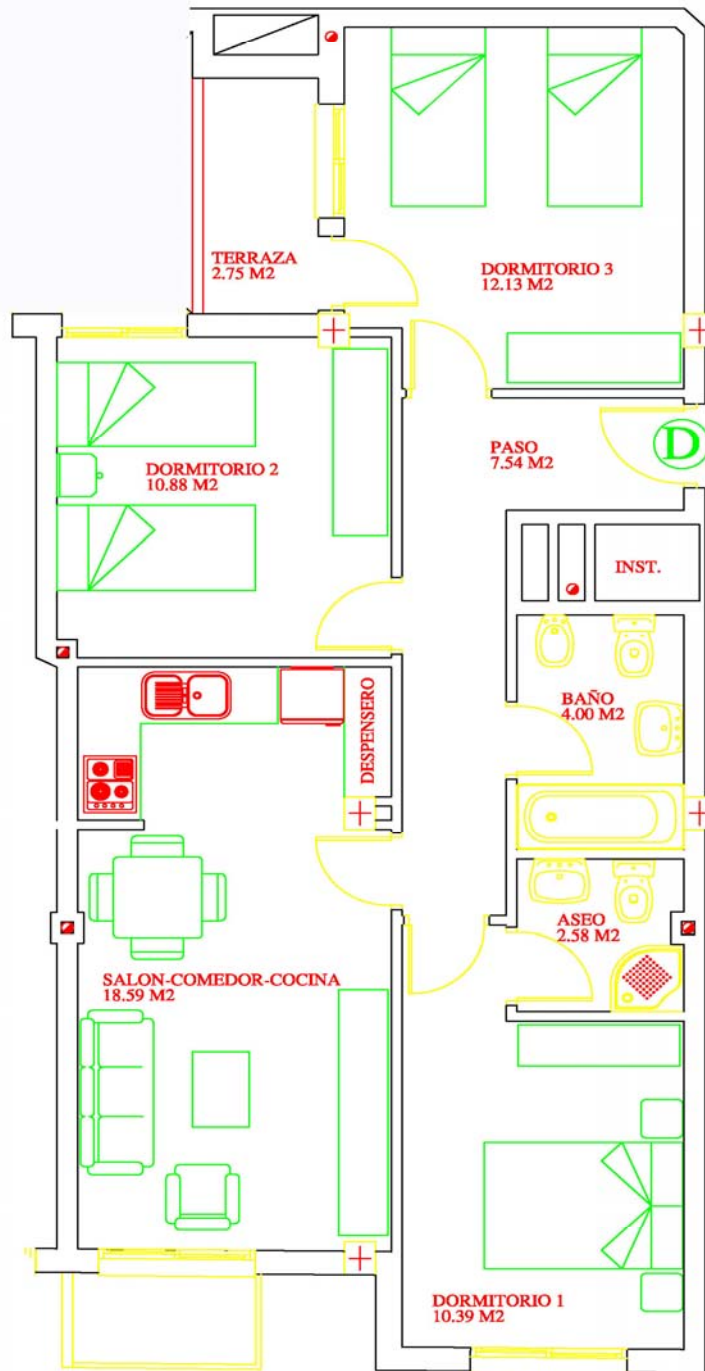 TERRAZA
2.75 M2
DORMITORIO 3
12.13 M2
DORMITORIO 2
10.88 M2
PASO
7.54 M2
D
INST.
BAÑO
4.00 M2
DESPENSERO
ASEO
2.58 M2
SALON-COMEDOR-COCINA
18.59 M2
DORMITORIO 1
10.39 M2